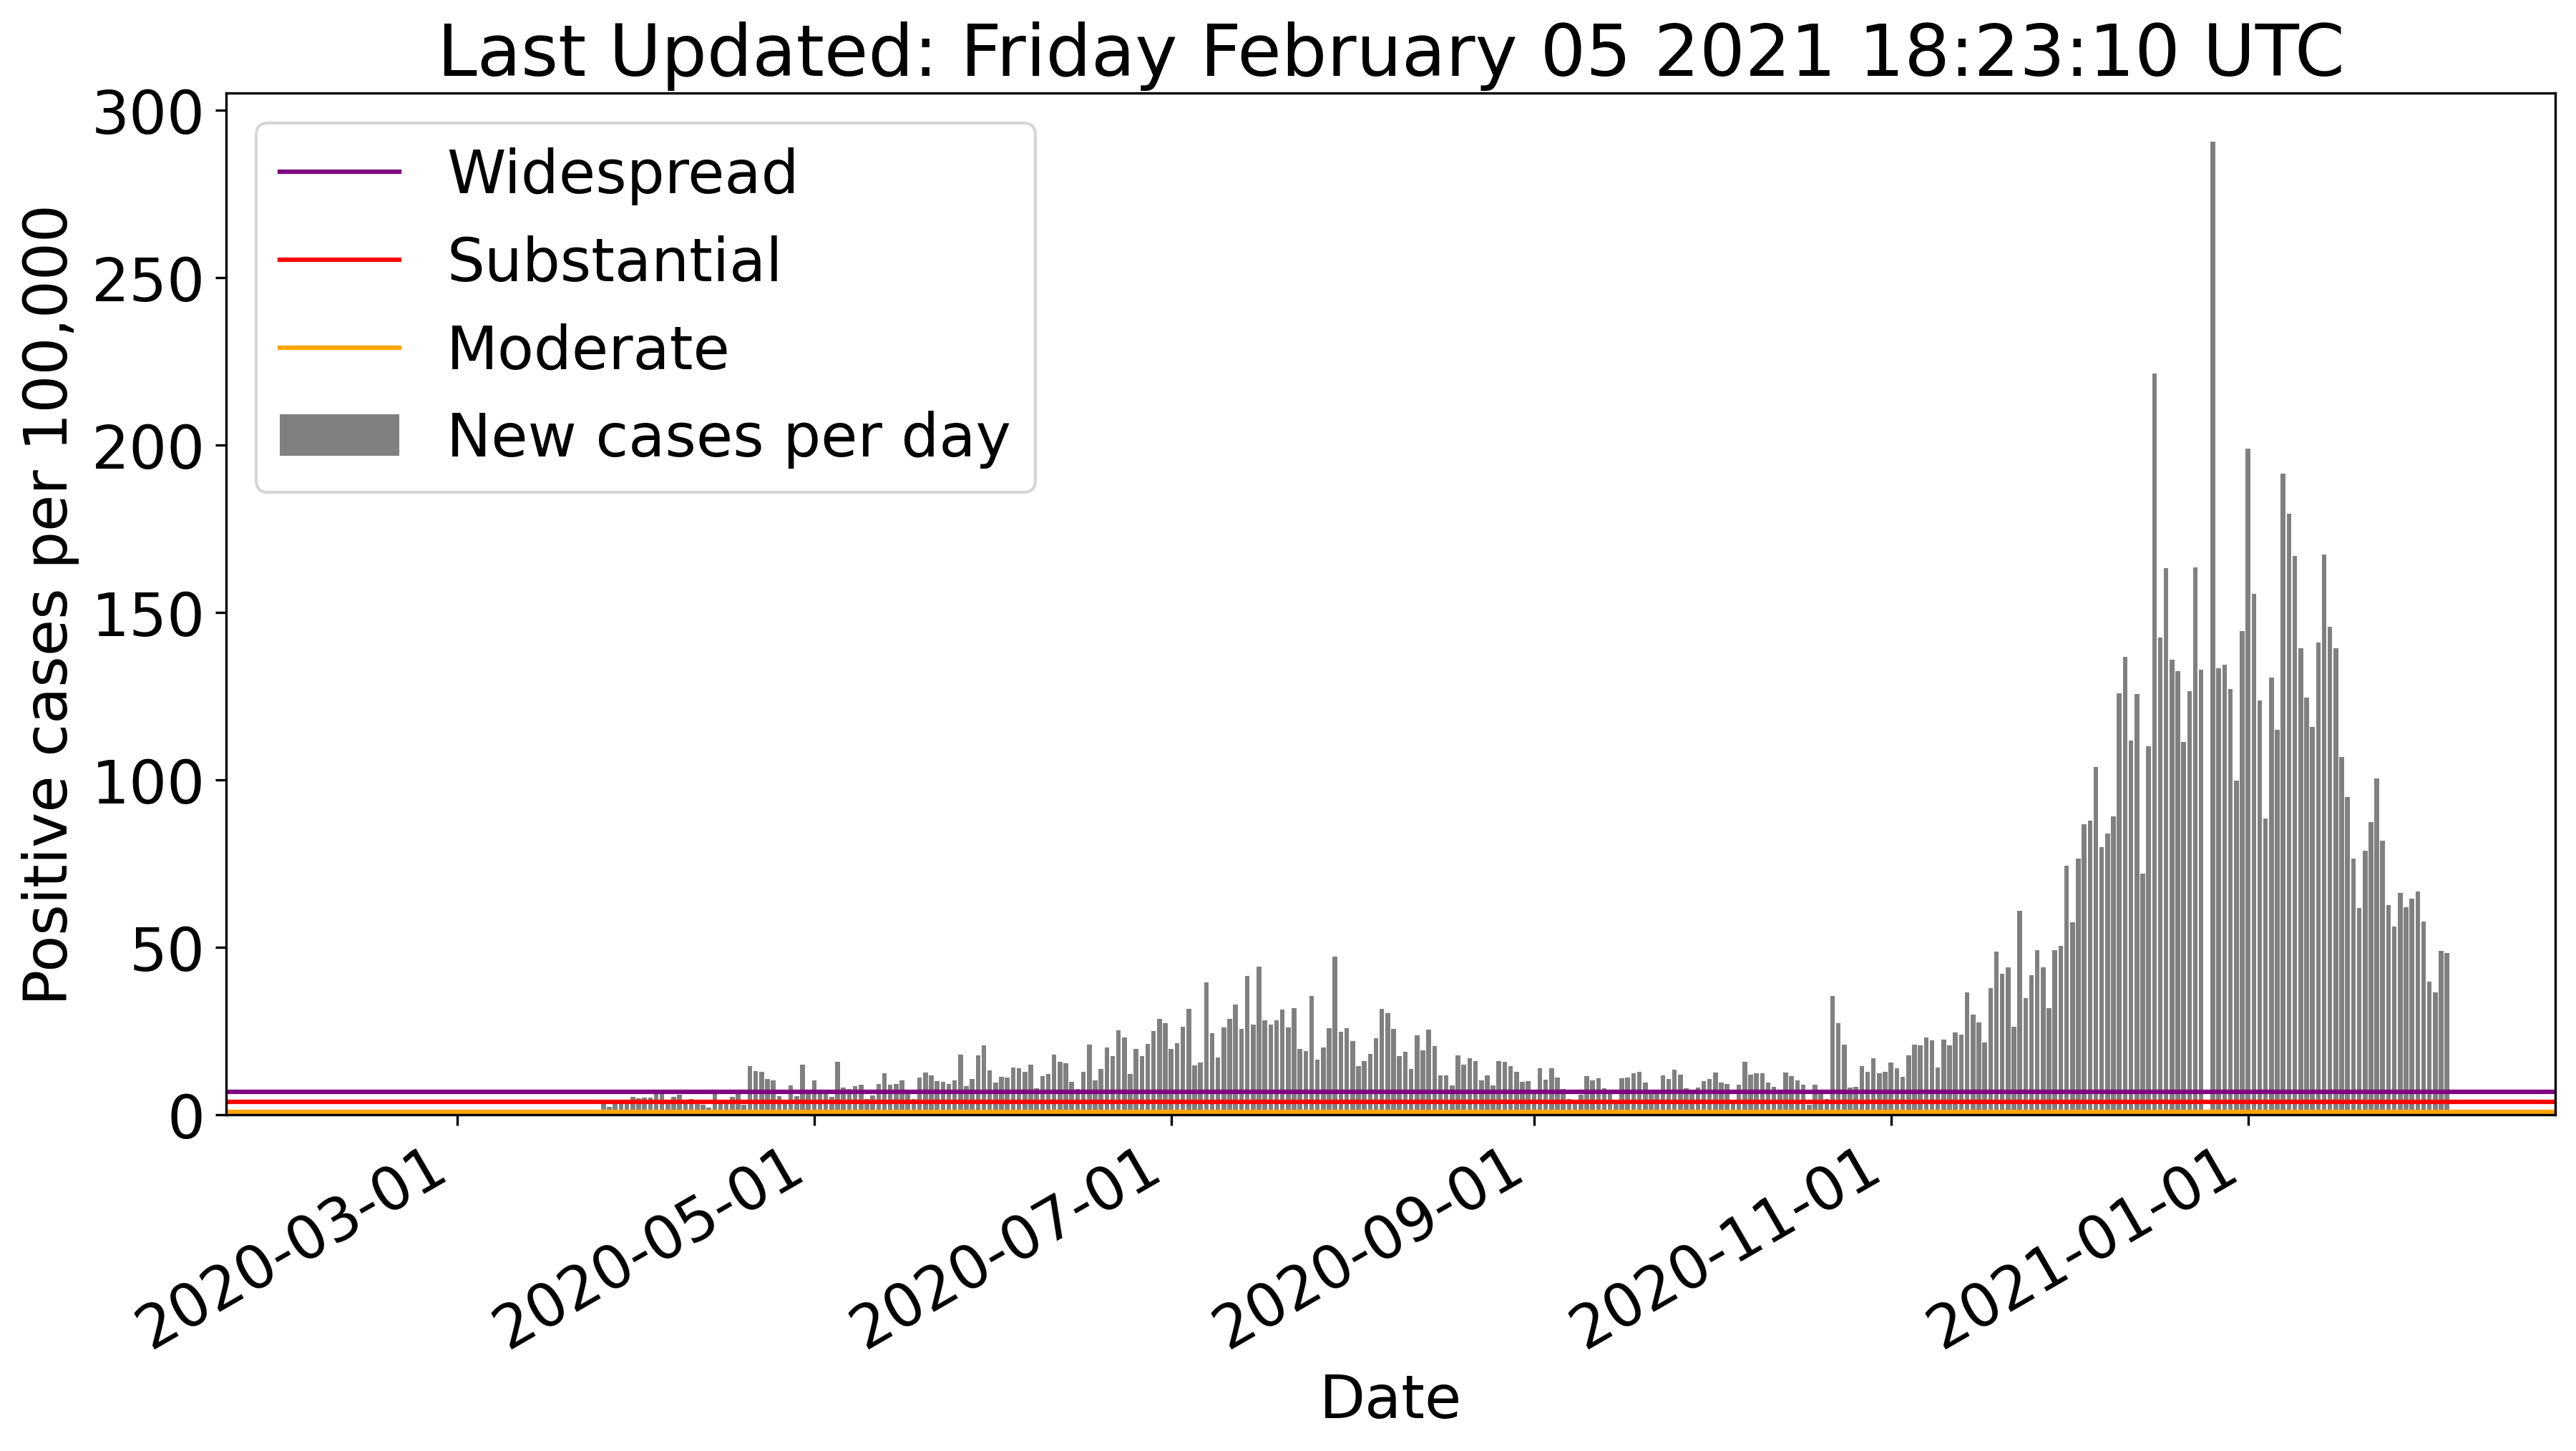 Last Updated: Friday February 05 2021 18:23:10 UTC
Positive cases per 100,000
300
250
200
150
100
50
0
Widespread
Substantial
Moderate
New cases per day
2020-03-01
2020-05-01
2020-07-01
2020-09-01
2020-11-01
2021-01-01
Date